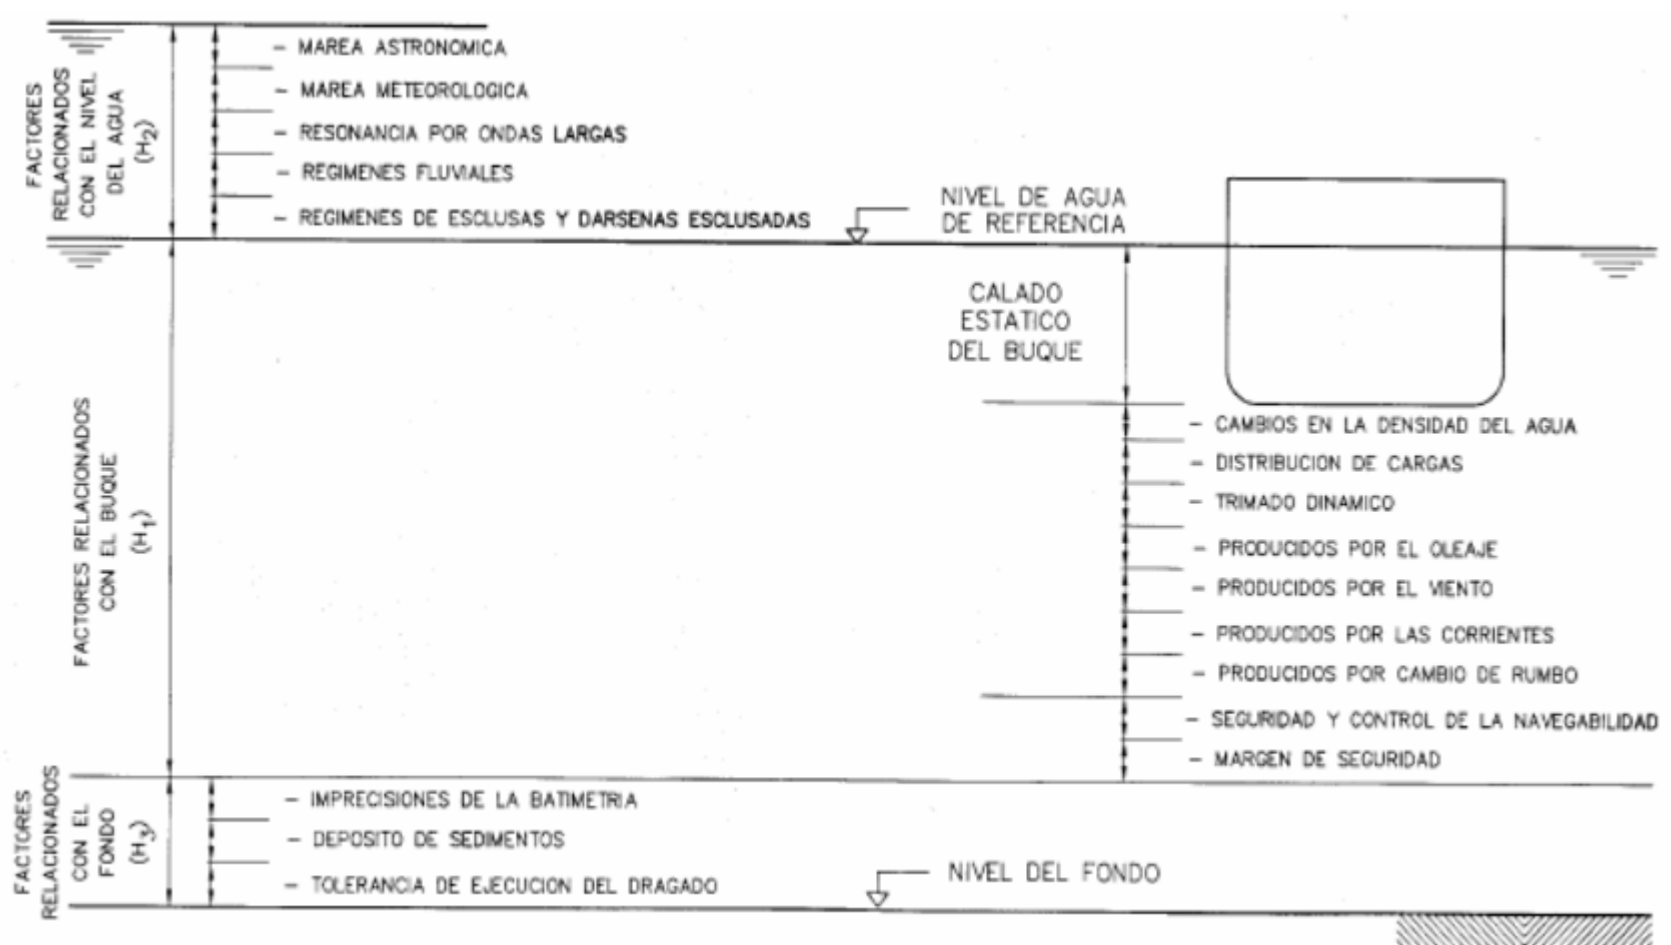 FACTORES
RELACIONADOS
CON EL NIVEL
DEL AGUA
(H2)
- MAREA ASTRONOMICA
- MAREA METEOROLOGICA
- RESONANCIA POR ONDAS LARGAS
- REGIMENES FLUVIALES
- REGIMENES DE ESCLUSAS Y DARSENAS ESCLUSADAS
NIVEL DE AGUA
DE REFERENCIA
CALADO
ESTATICO
DEL BUQUE
FACTORES RELACIONADOS
CON EL BUQUE
(H1)
- CAMBIOS EN LA DENSIDAD DEL AGUA
- DISTRIBUCION DE CARGAS
- TRIMADO DINAMICO
- PRODUCIDOS POR EL OLEAJE
- PRODUCIDOS POR EL VIENTO
- PRODUCIDOS POR LAS CORRIENTES
- PRODUCIDOS POR CAMBIO DE RUMBO
- SEGURIDAD Y CONTROL DE LA NAVEGABILIDAD
- MARGEN DE SEGURIDAD
FACTORES
RELACIONADOS
CON EL
FONDO
(H3)
- IMPRECISIONES DE LA BATIMETRIA
- DEPOSITO DE SEDIMENTOS
- TOLERANCIA DE EJECUCION DEL DRAGADO
NIVEL DEL FONDO